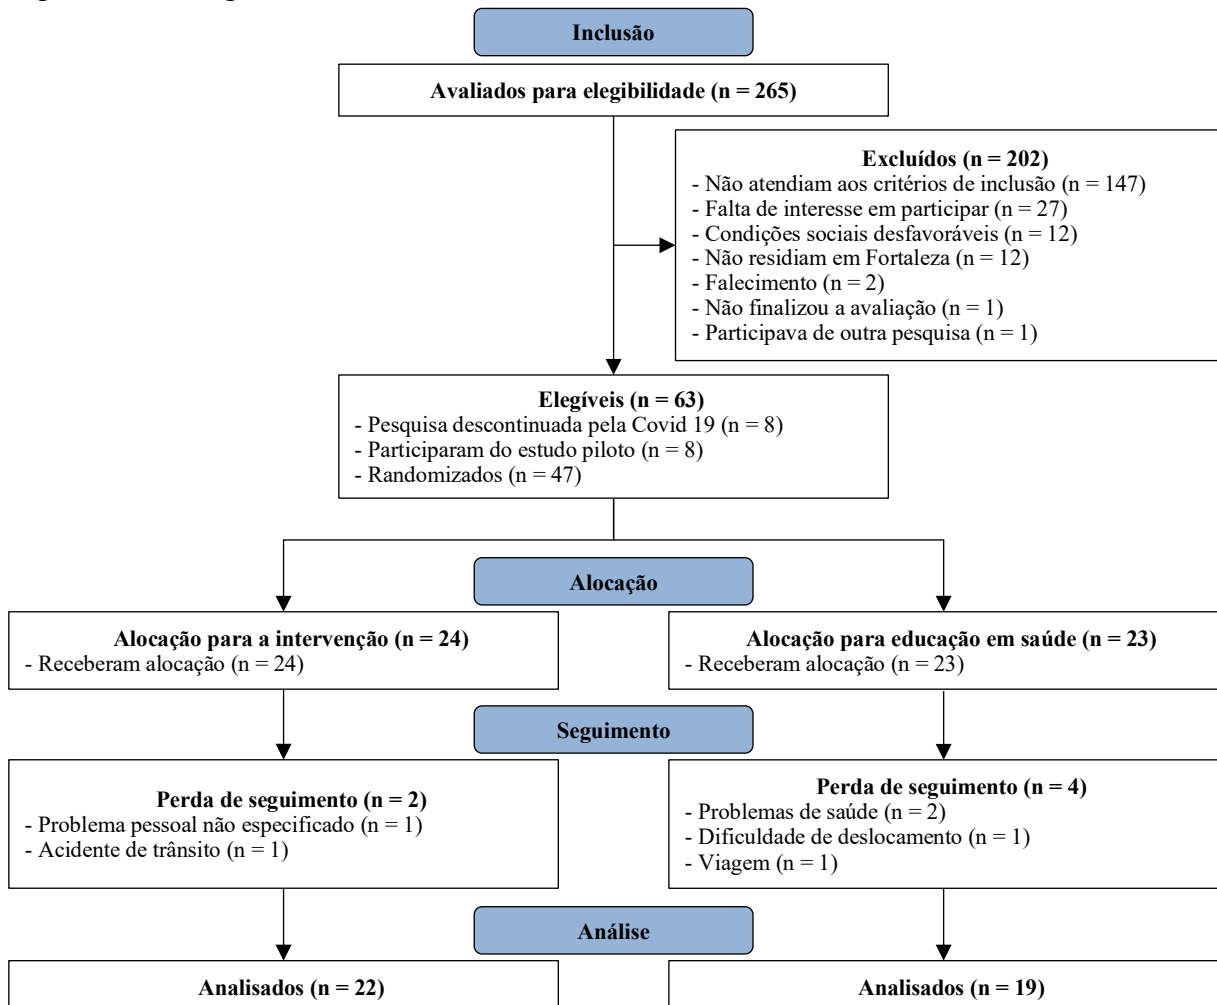 Inclusão
Avaliados para elegibilidade (n = 265)
Excluídos (n = 202)
- Não atendiam aos critérios de inclusão (n = 147)
- Falta de interesse em participar (n = 27)
- Condições sociais desfavoráveis (n = 12)
- Não residiam em Fortaleza (n = 12)
- Falecimento (n = 2)
- Não finalizou a avaliação (n = 1)
- Participava de outra pesquisa (n = 1)
Elegíveis (n = 63)
- Pesquisa descontinuada pela Covid 19 (n = 8)
- Participaram do estudo piloto (n = 8)
- Randomizados (n = 47)
Alocação
Alocação para a intervenção (n = 24)
- Receberam alocação (n = 24)
Alocação para educação em saúde (n = 23)
- Receberam alocação (n = 23)
Seguimento
Perda de seguimento (n = 2)
- Problema pessoal não especificado (n = 1)
- Acidente de trânsito (n = 1)
Perda de seguimento (n = 4)
- Problemas de saúde (n = 2)
- Dificuldade de deslocamento (n = 1)
- Viagem (n = 1)
Análise
Analisados (n = 22)
Analisados (n = 19)